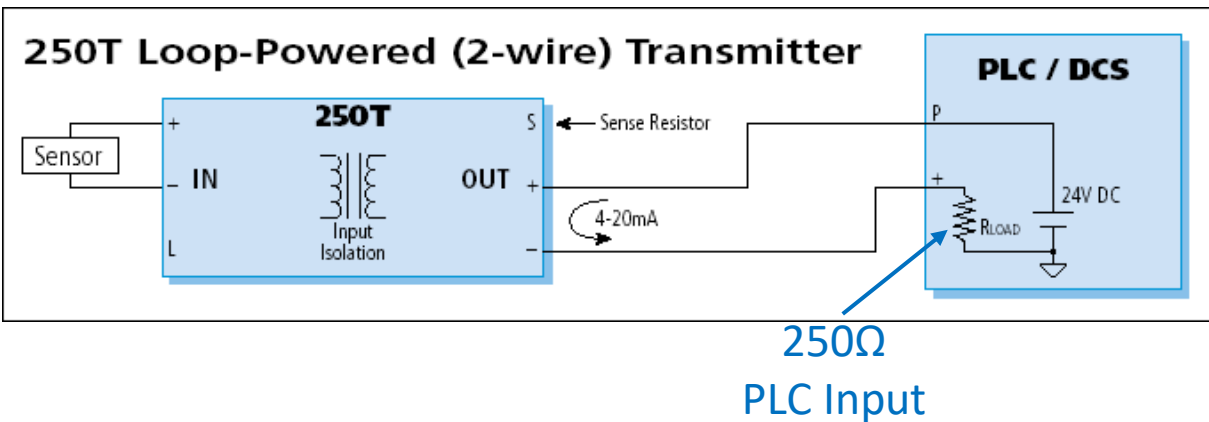 250T Loop-Powered (2-wire) Transmitter
PLC / DCS
250T
+
S
Sense Resistor
P
Sensor
- IN
OUT +
+
24V DC
4-20mA
RLOAD
Input
Isolation
L
-
250Ω
PLC Input